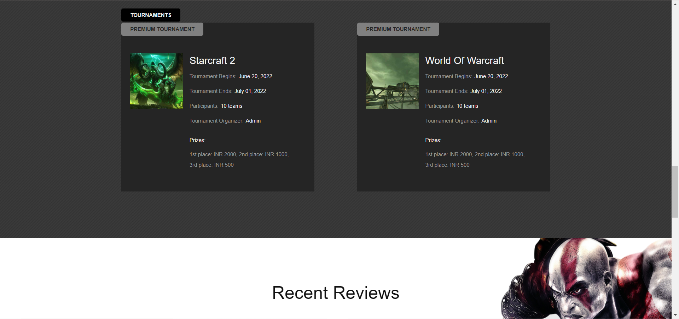 TOURNAMENTS
PREMIUM TOURNAMENT
Starcraft 2
Tournament Begins: June 20, 2022
Tournament Ends: July 01, 2022
Participants: 10 teams
Tournament Organizer: Admin
Prizes:
1st place: INR 2000, 2nd place: INR 1000,
3rd place: INR 500
PREMIUM TOURNAMENT
World Of Warcraft
Tournament Begins: June 20, 2022
Tournament Ends: July 01, 2022
Participants: 10 teams
Tournament Organizer: Admin
Prizes:
1st place: INR 2000, 2nd place: INR 1000,
3rd place: INR 500
Recent Reviews